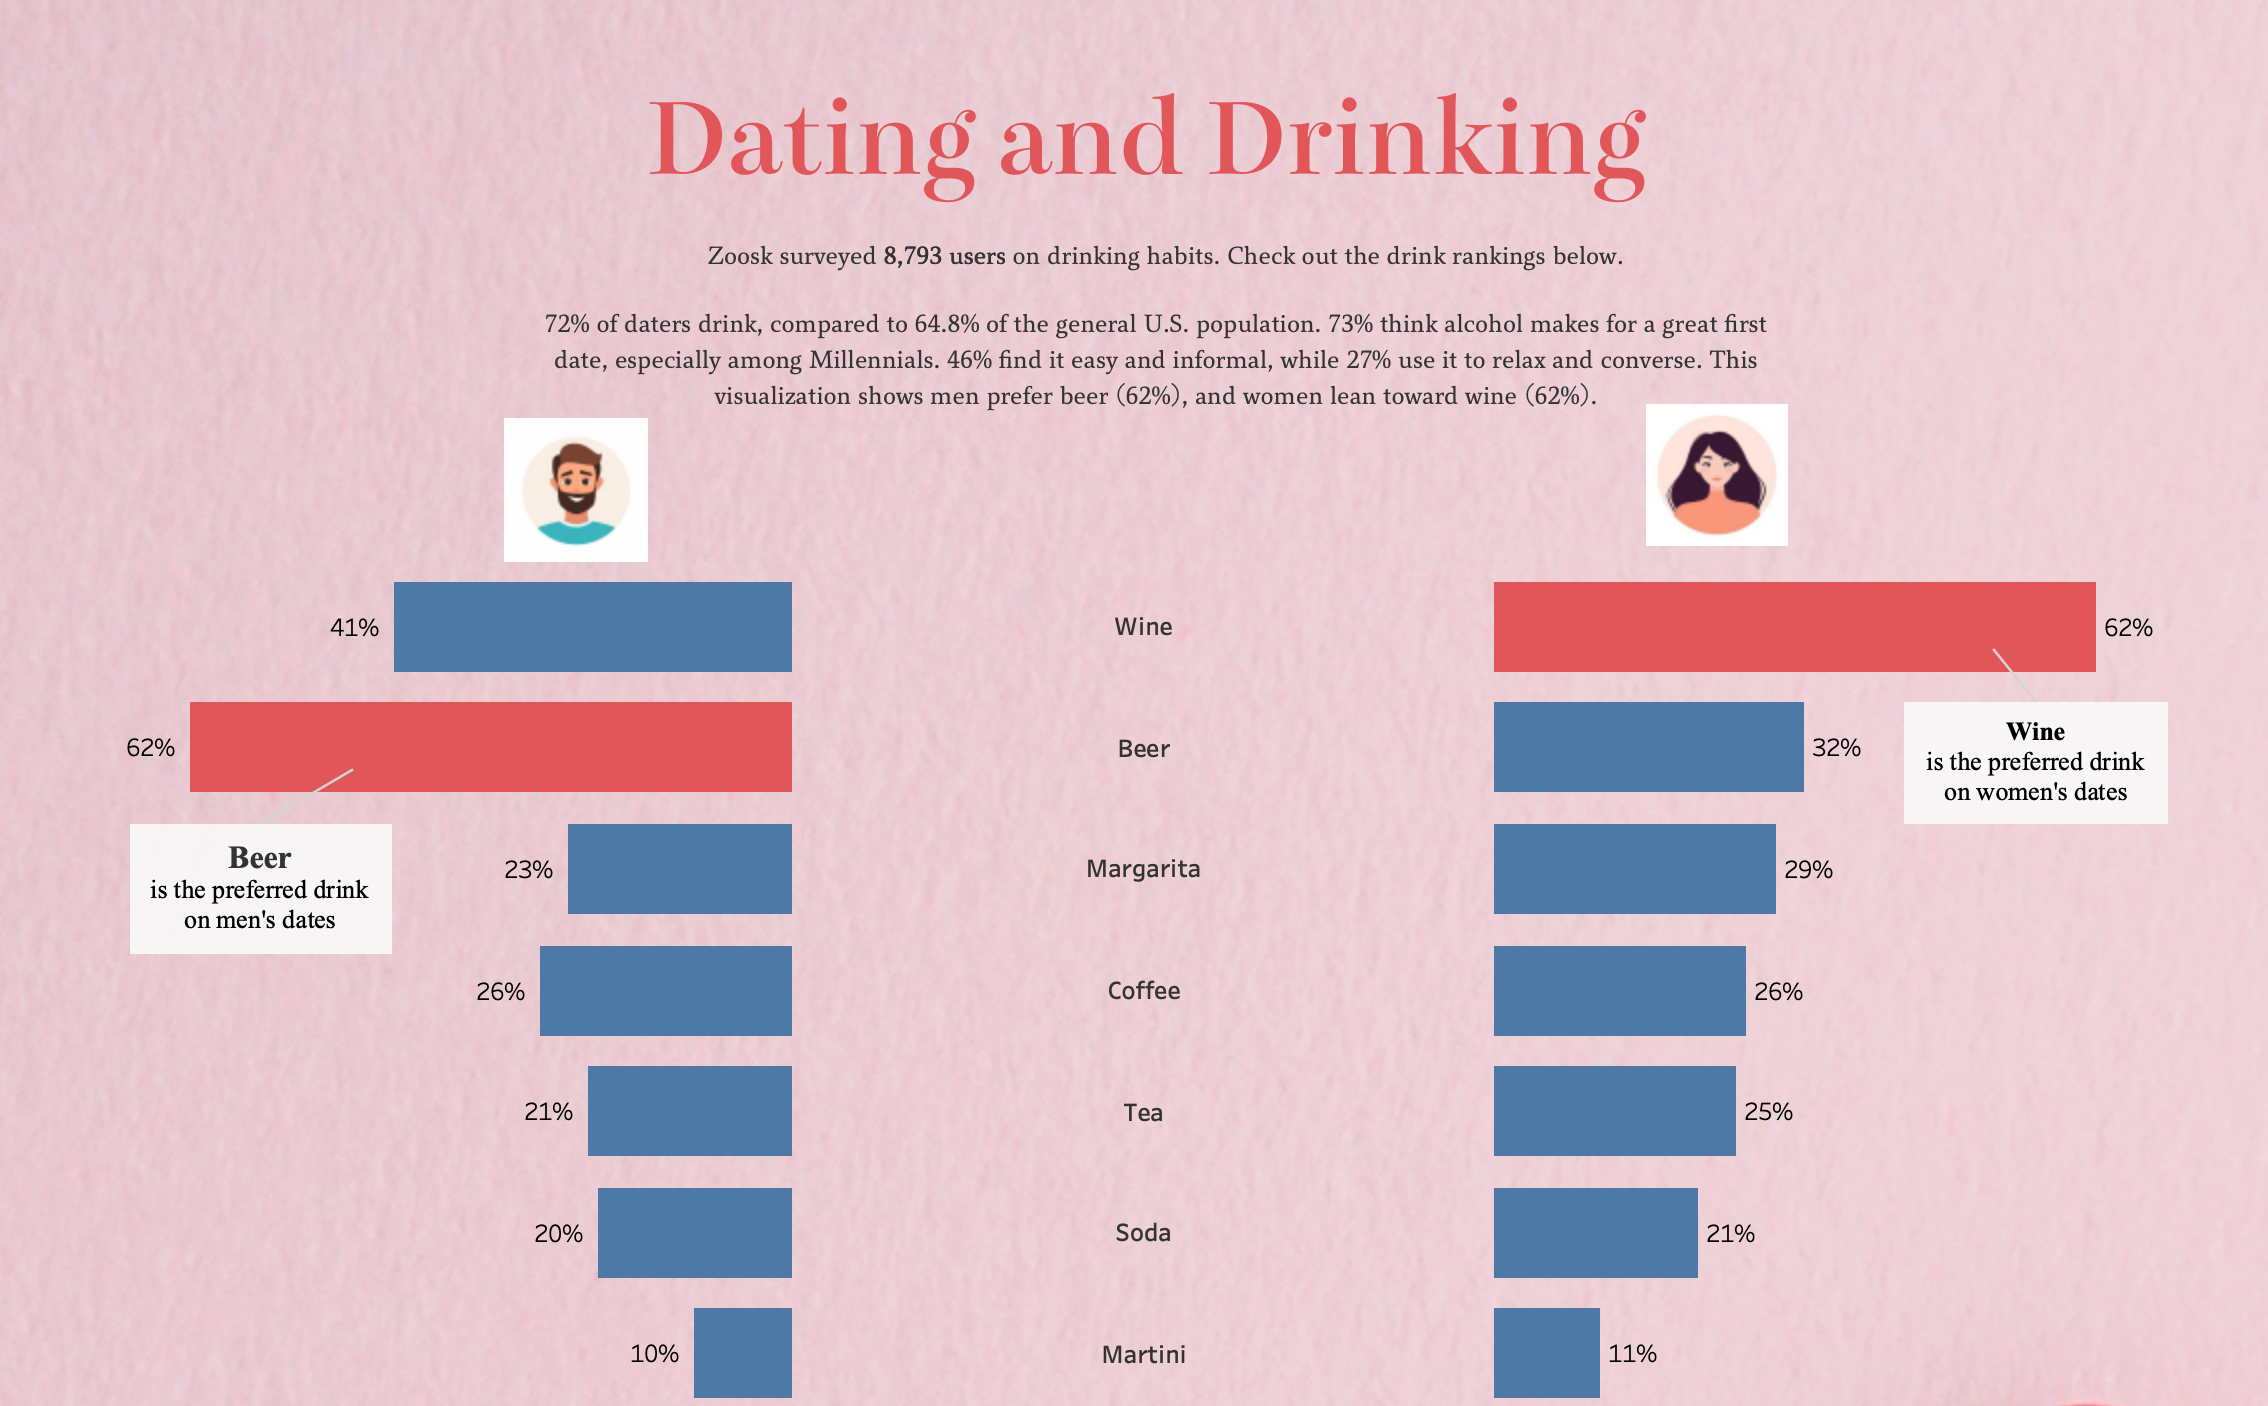 Dating and Drinking
Zoosk surveyed 8,793 users on drinking habits. Check out the drink rankings below.
72% of daters drink, compared to 64.8% of the general U.S. population. 73% think alcohol makes for a great first
date, especially among Millennials. 46% find it easy and informal, while 27% use it to relax and converse. This
visualization shows men prefer beer (62%), and women lean toward wine (62%).
41%
Wine
62%
62%
Beer
32%
Wine
is the preferred drink
on women's dates
Beer
is the preferred drink
on men's dates
23%
Margarita
29%
26%
Coffee
26%
21%
Tea
25%
20%
Soda
21%
10%
Martini
11%